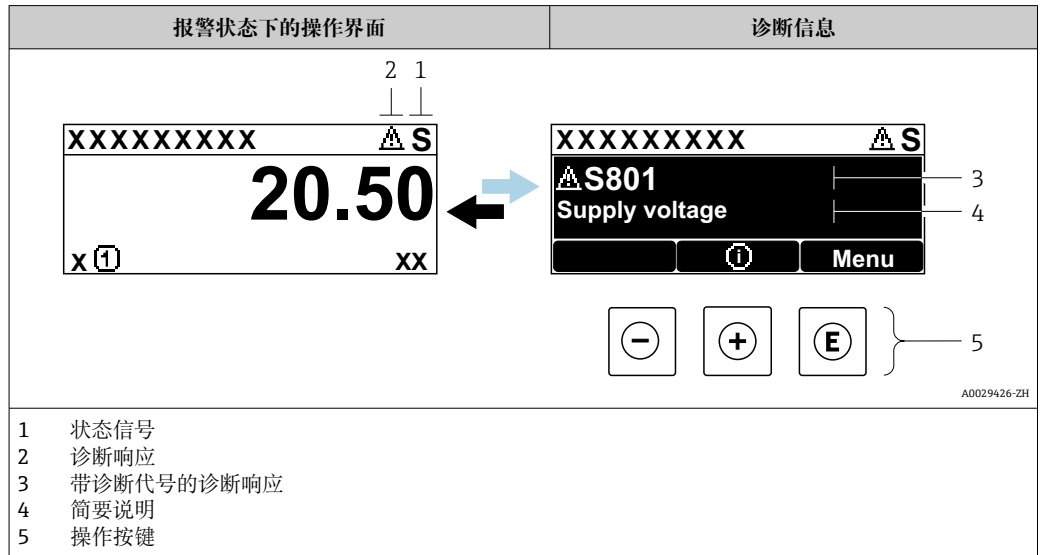 报警状态下的操作界面
诊断信息
2 1
XXXXXXXXX S
20.50
X 1 XX
XXXXXXXXX S
S801
Supply voltage
i Menu
3
4
- + E
5
A0029426-ZH
1 状态信号
2 诊断响应
3 带诊断代号的诊断响应
4 简要说明
5 操作按键